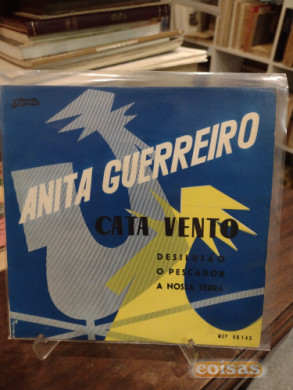 ANITA GUERREIRO
CATA VENTO
DESILUSÃO
O PESCADOR
A NOSSA TERRA
coisas